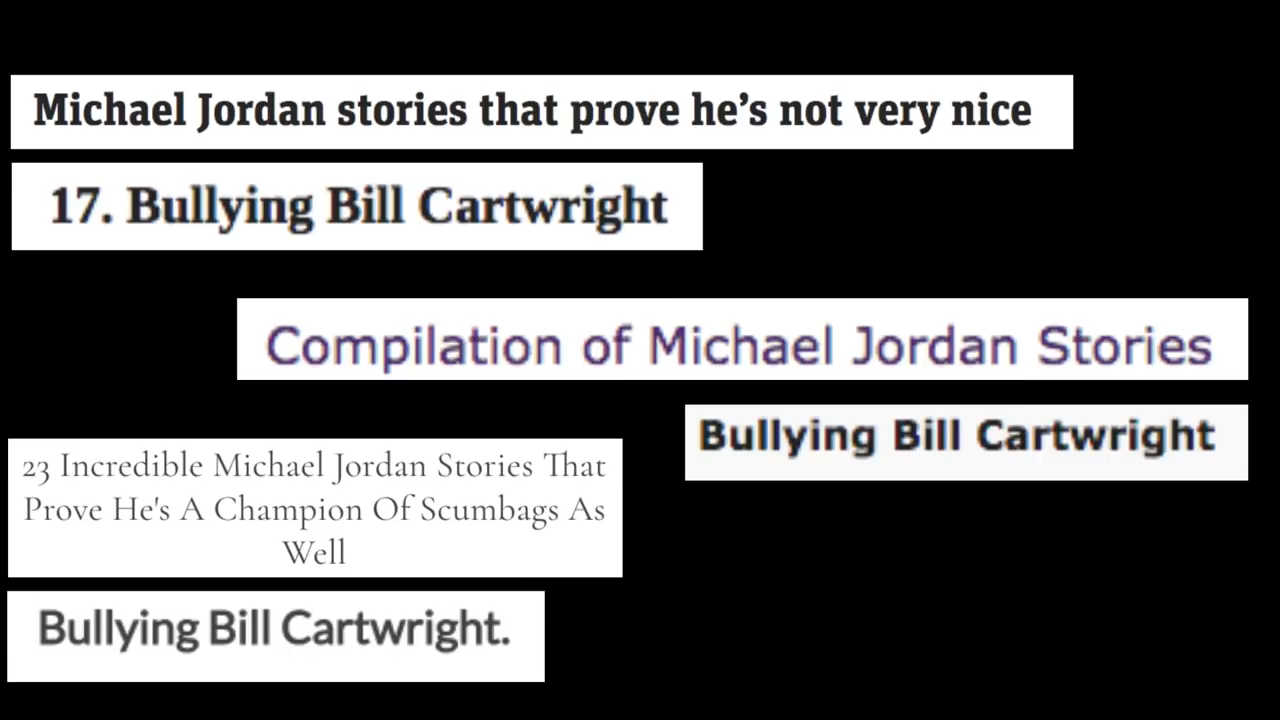 Michael Jordan stories that prove he’s not very nice
17. Bullying Bill Cartwright
Compilation of Michael Jordan Stories
Bullying Bill Cartwright
23 Incredible Michael Jordan Stories That
Prove He's A Champion Of Scumbags As
Well
Bullying Bill Cartwright.